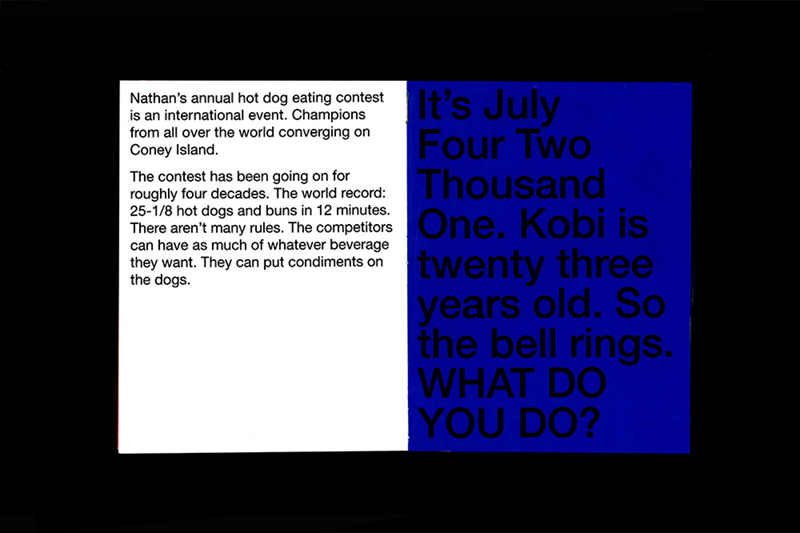 Nathan's annual hot dog eating contest
is an international event. Champions
from all over the world converging on
Coney Island.
The contest has been going on for
roughly four decades. The world record:
25-1/8 hot dogs and buns in 12 minutes.
There aren't many rules. The competitors
can have as much of whatever beverage
they want. They can put condiments on
the dogs.
It's July
Four Two
Thousand
One. Kobi is
twenty three
years old. So
the bell rings.
WHAT DO
YOU DO?